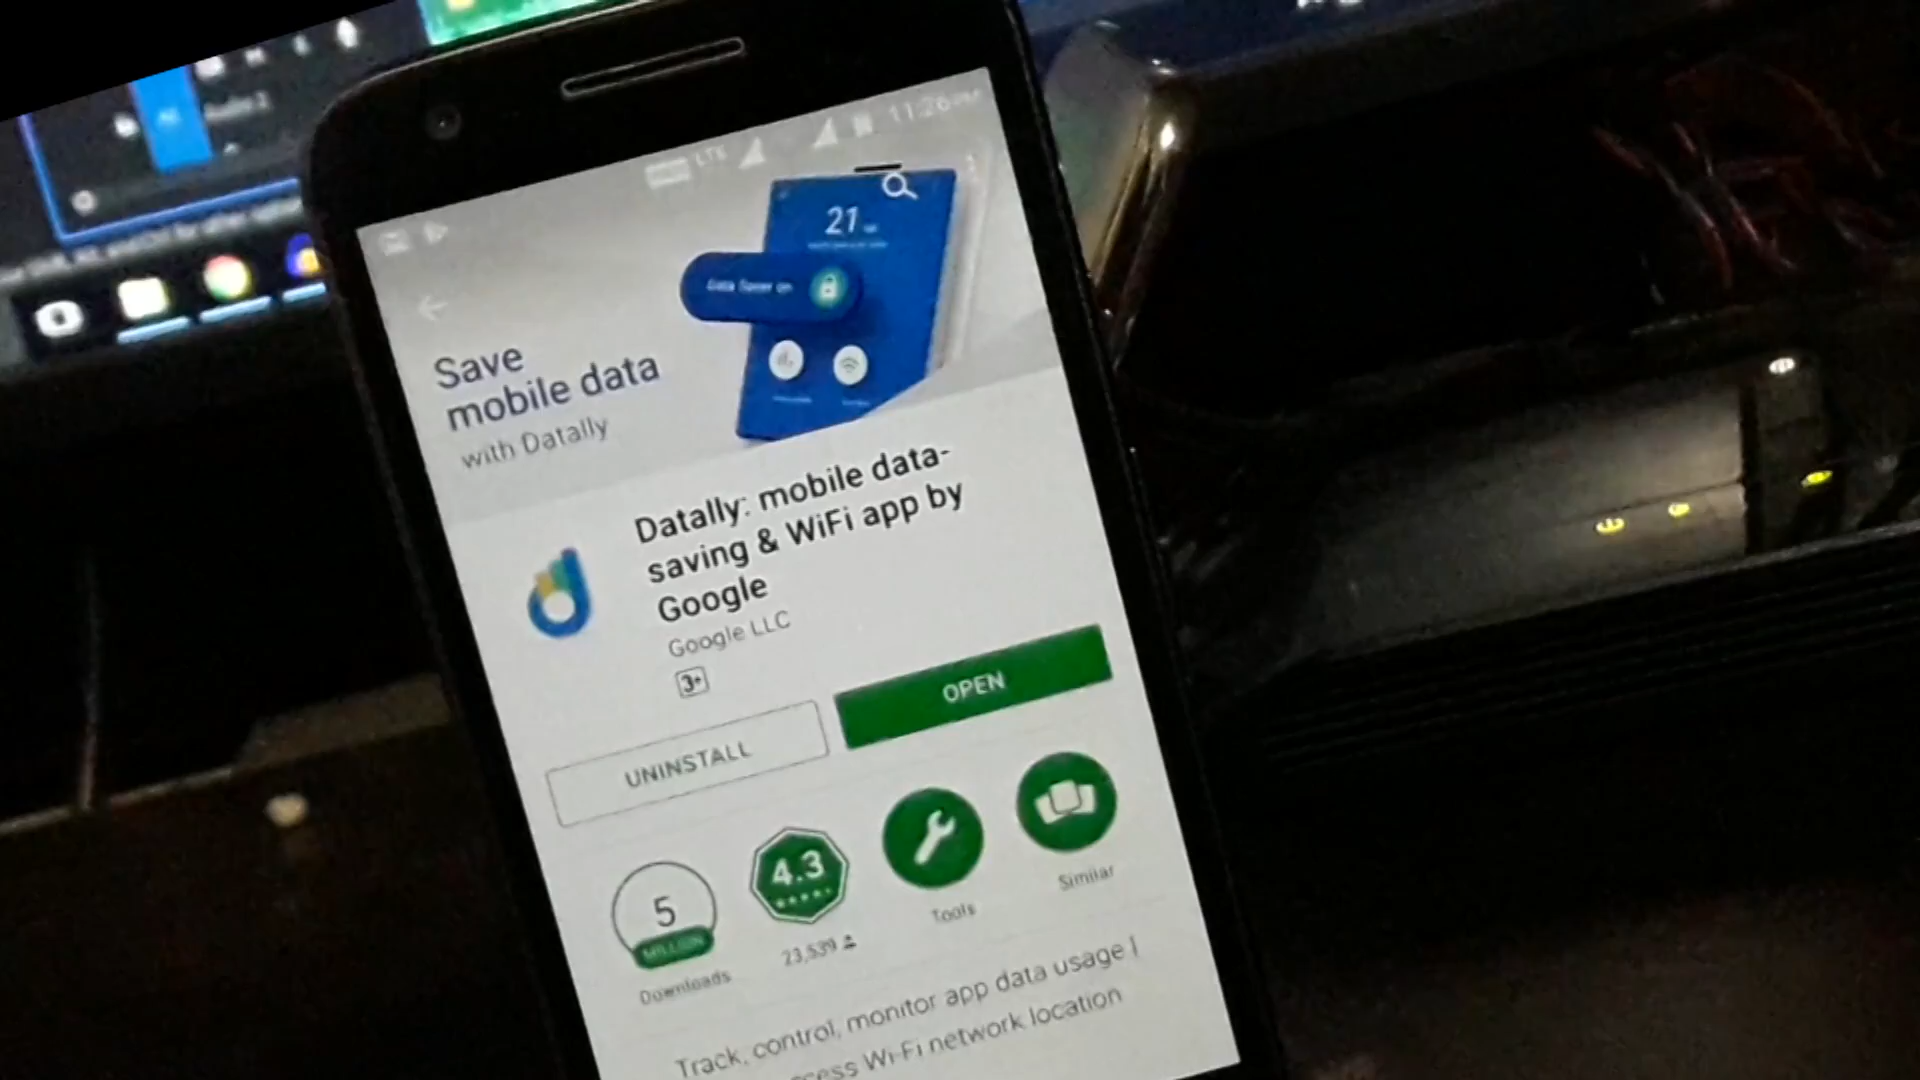 LTE
11:26 PM
21
Data Saver on
Save
mobile data
with Datally
Datally: mobile data-
saving & WiFi app by
Google
Google LLC
3+
UNINSTALL
OPEN
5
MILLION
Downloads
4.3
23,539
Tools
Similar
Track, control, monitor app data usage |
Wi-Fi network location